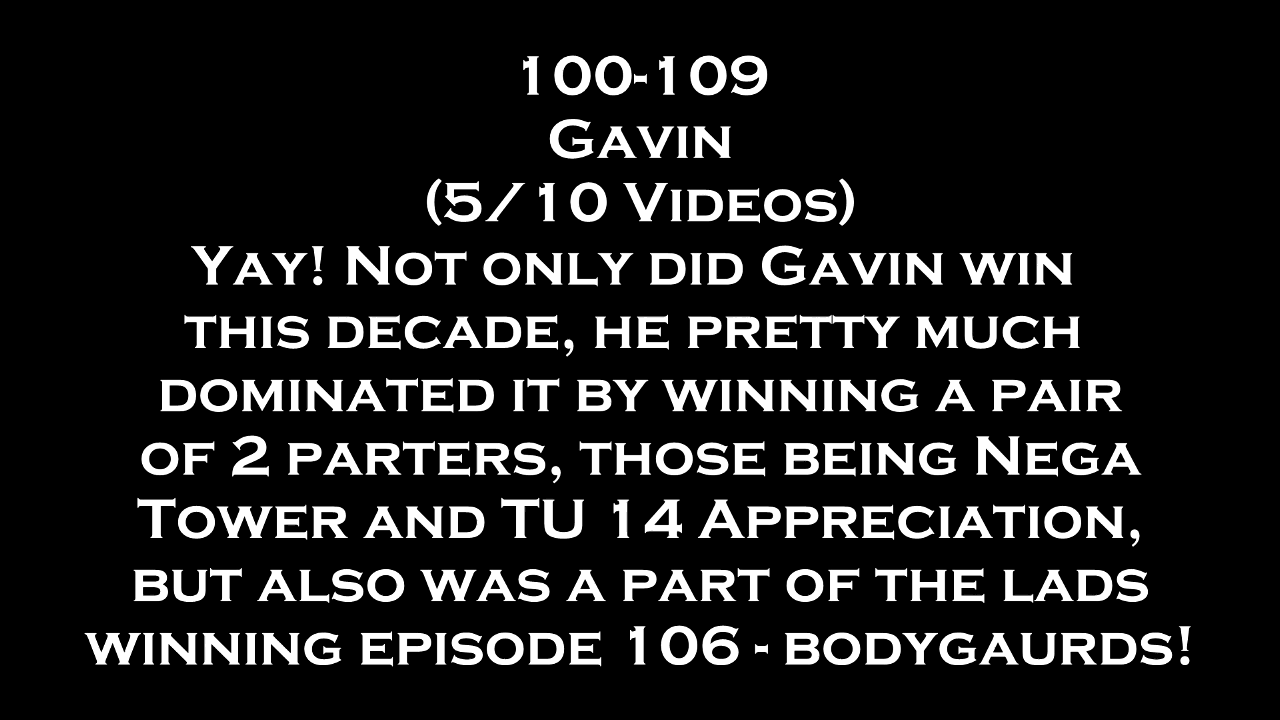 100-109
Gavin
(5/10 Videos)
Yay! Not only did Gavin win
this decade, he pretty much
dominated it by winning a pair
of 2 parters, those being Nega
Tower and TU 14 Appreciation,
but also was a part of the lads
winning episode 106 - bodygaurds!